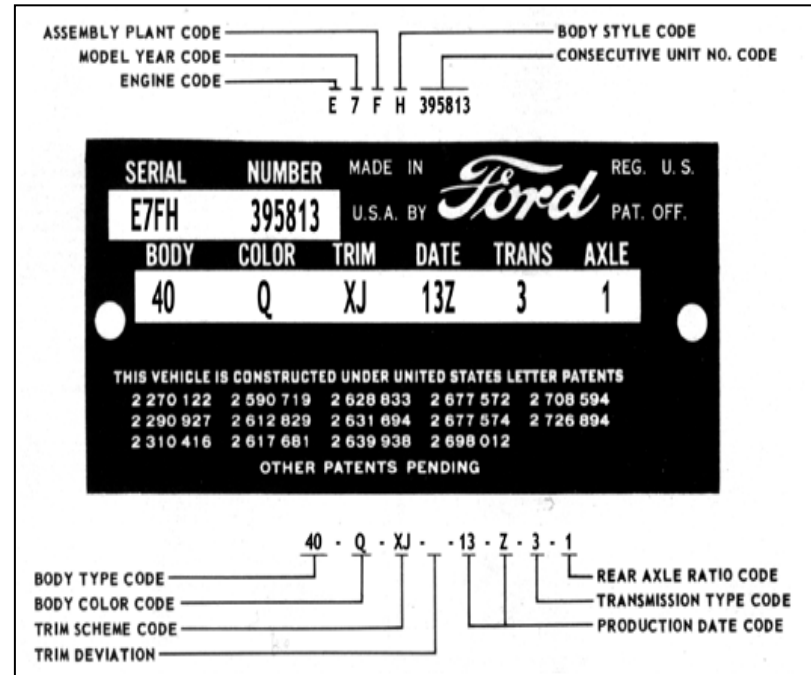 ASSEMBLY PLANT CODE
BODY STYLE CODE
MODEL YEAR CODE
CONSECUTIVE UNIT NO. CODE
ENGINE CODE
E 7 F H 395813
SERIAL NUMBER MADE IN Ford REG. U. S.
E7FH 395813 U.S.A. BY PAT. OFF.
BODY COLOR TRIM DATE TRANS AXLE
40 Q XJ 13Z 3 1
THIS VEHICLE IS CONSTRUCTED UNDER UNITED STATES LETTER PATENTS
2 270 122 2 590 719 2 628 833 2 677 572 2 708 594
2 290 927 2 612 829 2 631 694 2 677 574 2 726 894
2 310 416 2 617 681 2 639 938 2 698 012
OTHER PATENTS PENDING
40 - Q - XJ - - 13 - Z - 3 - 1
BODY TYPE CODE
REAR AXLE RATIO CODE
BODY COLOR CODE
TRANSMISSION TYPE CODE
TRIM SCHEME CODE
PRODUCTION DATE CODE
TRIM DEVIATION